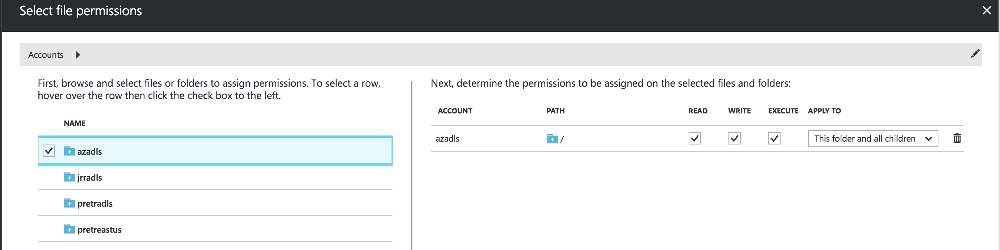 Select file permissions
Accounts
First, browse and select files or folders to assign permissions. To select a row,
hover over the row then click the check box to the left.
NAME
azadls
jrradls
pretradls
pretreastus
Next, determine the permissions to be assigned on the selected files and folders:
ACCOUNT PATH READ WRITE EXECUTE APPLY TO
azadls / This folder and all children